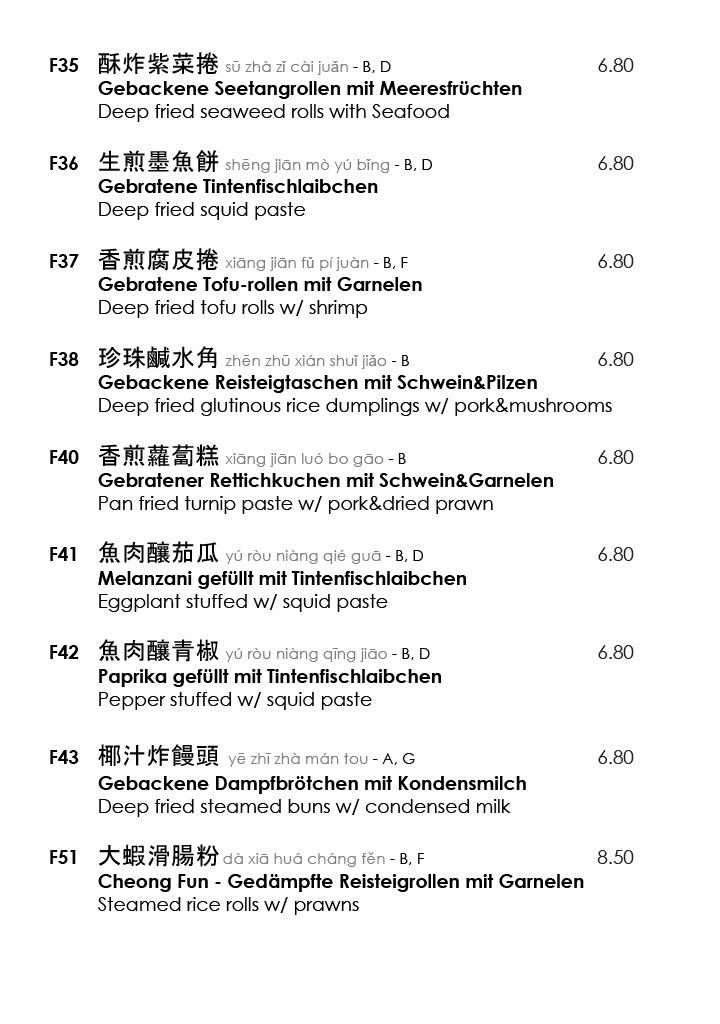 F35 酥炸紫菜捲 sū zhà zǐ cài juǎn - B, D 6.80
Gebackene Seetangrollen mit Meeresfrüchten
Deep fried seaweed rolls with Seafood
F36 生煎墨魚餅 shēng jiān mò yú bǐng - B, D 6.80
Gebratene Tintenfischlaibchen
Deep fried squid paste
F37 香煎腐皮捲 xiāng jiān fǔ pí juàn - B, F 6.80
Gebratene Tofu-rollen mit Garnelen
Deep fried tofu rolls w/ shrimp
F38 珍珠鹹水角 zhēn zhū xián shuǐ jiǎo - B 6.80
Gebackene Reisteigtaschen mit Schwein&Pilzen
Deep fried glutinous rice dumplings w/ pork&mushrooms
F40 香煎蘿蔔糕 xiāng jiān luó bo gāo - B 6.80
Gebratener Rettichkuchen mit Schwein&Garnelen
Pan fried turnip paste w/ pork&dried prawn
F41 魚肉釀茄瓜 yú ròu niàng qié guā - B, D 6.80
Melanzani gefüllt mit Tintenfischlaibchen
Eggplant stuffed w/ squid paste
F42 魚肉釀青椒 yú ròu niàng qīng jiāo - B, D 6.80
Paprika gefüllt mit Tintenfischlaibchen
Pepper stuffed w/ squid paste
F43 椰汁炸饅頭 yē zhī zhà mán tou - A, G 6.80
Gebackene Dampfbrötchen mit Kondensmilch
Deep fried steamed buns w/ condensed milk
F51 大蝦滑腸粉 dà xiā huá cháng fěn - B, F 8.50
Cheong Fun - Gedämpfte Reisteigrollen mit Garnelen
Steamed rice rolls w/ prawns